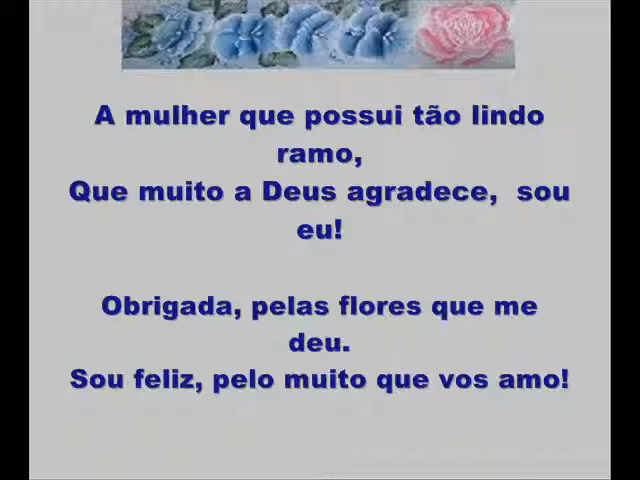 A mulher que possui tão lindo
ramo,
Que muito a Deus agradece, sou
eu!
Obrigada, pelas flores que me
deu.
Sou feliz, pelo muito que vos amo!